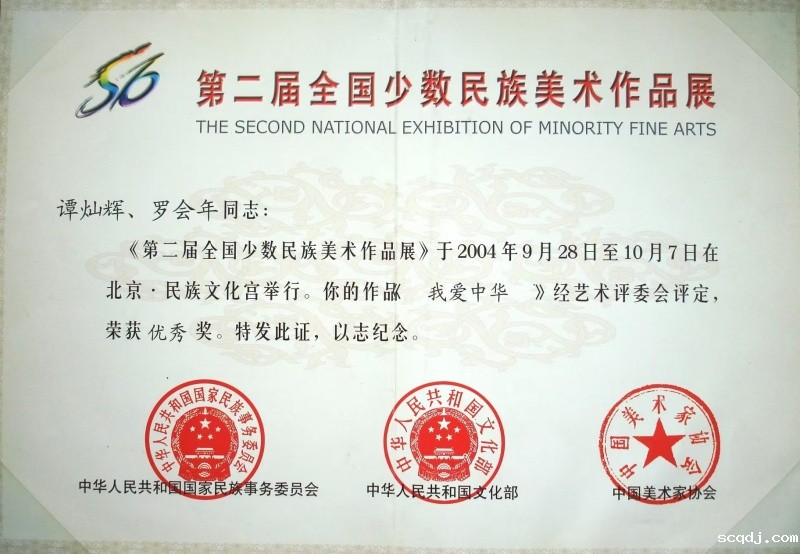 56
第二届全国少数民族美术作品展
THE SECOND NATIONAL EXHIBITION OF MINORITY FINE ARTS
谭灿辉、罗会年同志：
《第二届全国少数民族美术作品展》于2004年9月28日至10月7日在
北京·民族文化宫举行。你的作品《 我爱中华 》经艺术评委会评定，
荣获 优秀 奖。特发此证，以志纪念。
中华人民共和国国家民族事务委员会
中华人民共和国文化部
中国美术家协会
中华人民共和国国家民族事务委员会
中华人民共和国文化部
中国美术家协会
scqdj.com